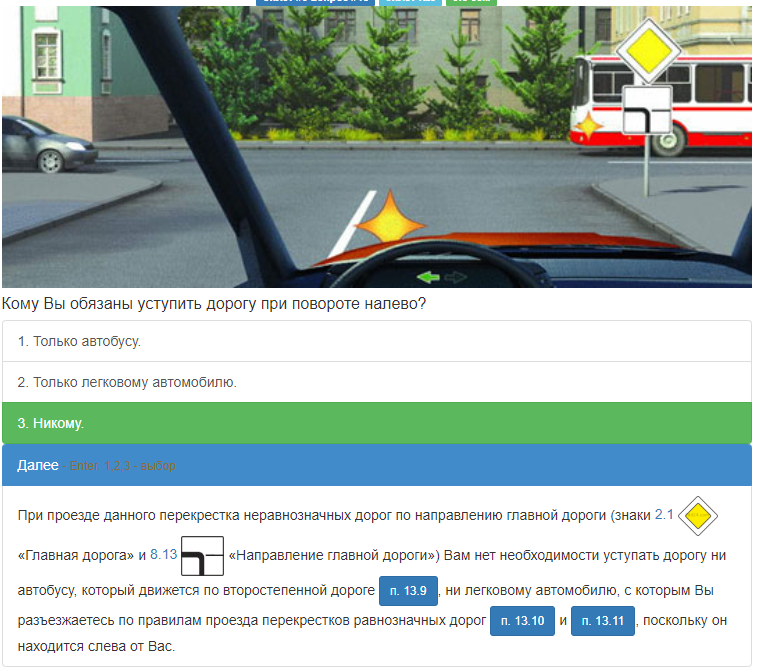 Кому Вы обязаны уступить дорогу при повороте налево?
1. Только автобусу.
2. Только легковому автомобилю.
3. Никому.
Далее - Enter, 1,2,3 - выбор
При проезде данного перекрестка неравнозначных дорог по направлению главной дороги (знаки 2.1
«Главная дорога» и 8.13 «Направление главной дороги») Вам нет необходимости уступать дорогу ни
автобусу, который движется по второстепенной дороге п. 13.9, ни легковому автомобилю, с которым Вы
разъезжаетесь по правилам проезда перекрестков равнозначных дорог п. 13.10 и п. 13.11, поскольку он
находится слева от Вас.